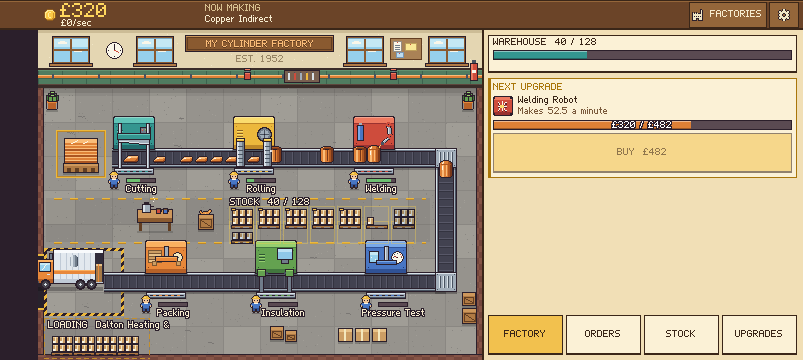 £320
£0/sec
NOW MAKING
Copper Indirect
FACTORIES
MY CYLINDER FACTORY
EST. 1952
WAREHOUSE 40 / 128
NEXT UPGRADE
Welding Robot
Makes 52.5 a minute
£320 / £482
BUY £482
Cutting
Rolling
Welding
STOCK 40 / 128
Packing
Insulation
Pressure Test
LOADING Dalton Heating &
FACTORY
ORDERS
STOCK
UPGRADES